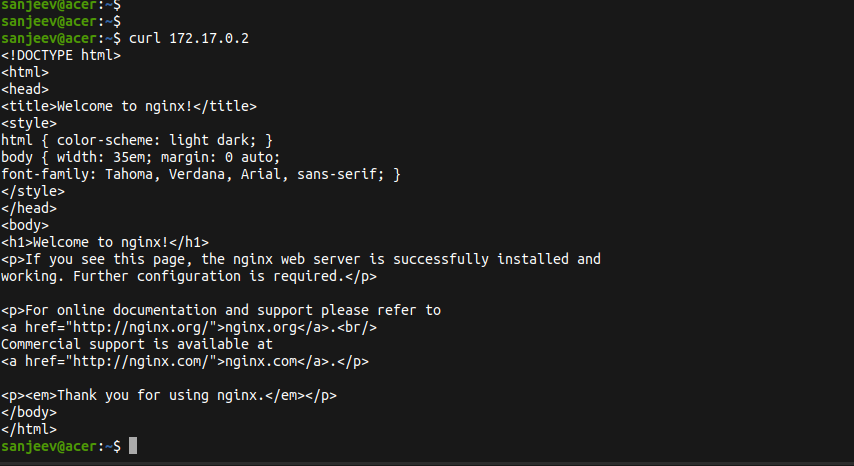 sanjeev@acer:~$
sanjeev@acer:~$
sanjeev@acer:~$ curl 172.17.0.2
<!DOCTYPE html>
<html>
<head>
<title>Welcome to nginx!</title>
<style>
html { color-scheme: light dark; }
body { width: 35em; margin: 0 auto;
font-family: Tahoma, Verdana, Arial, sans-serif; }
</style>
</head>
<body>
<h1>Welcome to nginx!</h1>
<p>If you see this page, the nginx web server is successfully installed and
working. Further configuration is required.</p>

<p>For online documentation and support please refer to
<a href="http://nginx.org/">nginx.org</a>.<br/>
Commercial support is available at
<a href="http://nginx.com/">nginx.com</a>.</p>

<p><em>Thank you for using nginx.</em></p>
</body>
</html>
sanjeev@acer:~$